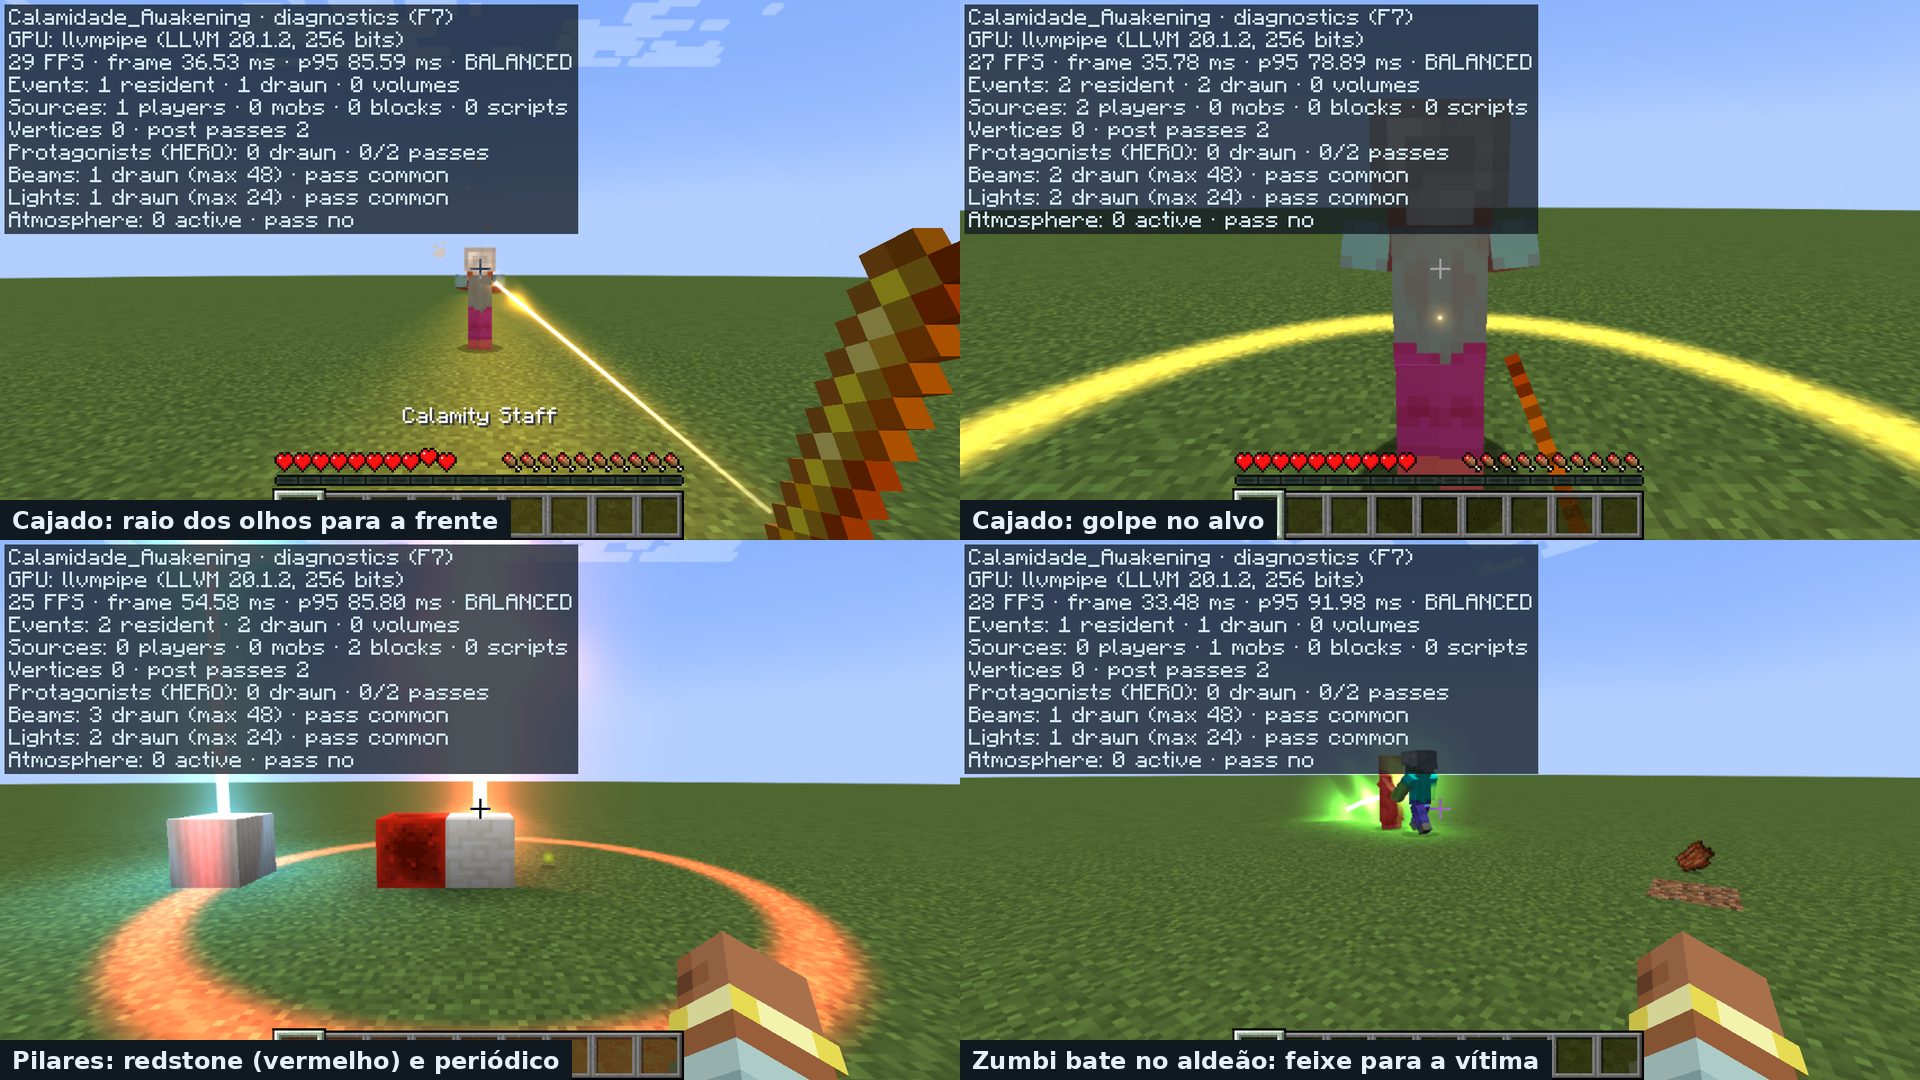 Calamidade_Awakening · diagnostics (F7)
GPU: llvmpipe (LLVM 20.1.2, 256 bits)
29 FPS · frame 36.53 ms · p95 85.59 ms · BALANCED
Events: 1 resident · 1 drawn · 0 volumes
Sources: 1 players · 0 mobs · 0 blocks · 0 scripts
Vertices 0 · post passes 2
Protagonists (HERO): 0 drawn · 0/2 passes
Beams: 1 drawn (max 48) · pass common
Lights: 1 drawn (max 24) · pass common
Atmosphere: 0 active · pass no
Calamity Staff
Cajado: raio dos olhos para a frente
Calamidade_Awakening · diagnostics (F7)
GPU: llvmpipe (LLVM 20.1.2, 256 bits)
27 FPS · frame 35.78 ms · p95 78.89 ms · BALANCED
Events: 2 resident · 2 drawn · 0 volumes
Sources: 2 players · 0 mobs · 0 blocks · 0 scripts
Vertices 0 · post passes 2
Protagonists (HERO): 0 drawn · 0/2 passes
Beams: 2 drawn (max 48) · pass common
Lights: 2 drawn (max 24) · pass common
Atmosphere: 0 active · pass no
Cajado: golpe no alvo
Calamidade_Awakening · diagnostics (F7)
GPU: llvmpipe (LLVM 20.1.2, 256 bits)
25 FPS · frame 54.58 ms · p95 85.80 ms · BALANCED
Events: 2 resident · 2 drawn · 0 volumes
Sources: 0 players · 0 mobs · 2 blocks · 0 scripts
Vertices 0 · post passes 2
Protagonists (HERO): 0 drawn · 0/2 passes
Beams: 3 drawn (max 48) · pass common
Lights: 2 drawn (max 24) · pass common
Atmosphere: 0 active · pass no
Pilares: redstone (vermelho) e periódico
Calamidade_Awakening · diagnostics (F7)
GPU: llvmpipe (LLVM 20.1.2, 256 bits)
28 FPS · frame 33.48 ms · p95 91.98 ms · BALANCED
Events: 1 resident · 1 drawn · 0 volumes
Sources: 0 players · 1 mobs · 0 blocks · 0 scripts
Vertices 0 · post passes 2
Protagonists (HERO): 0 drawn · 0/2 passes
Beams: 1 drawn (max 48) · pass common
Lights: 1 drawn (max 24) · pass common
Atmosphere: 0 active · pass no
Zumbi bate no aldeão: feixe para a vítima